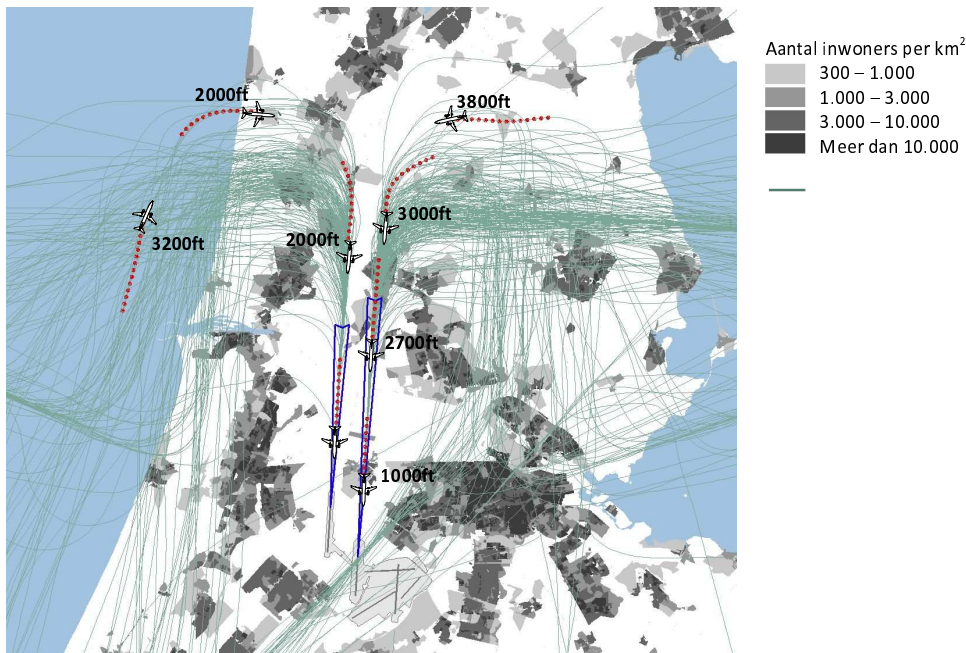 Aantal inwoners per km²
300 – 1.000
1.000 – 3.000
3.000 – 10.000
Meer dan 10.000
2000ft
3800ft
3000ft
2000ft
3200ft
2700ft
1000ft